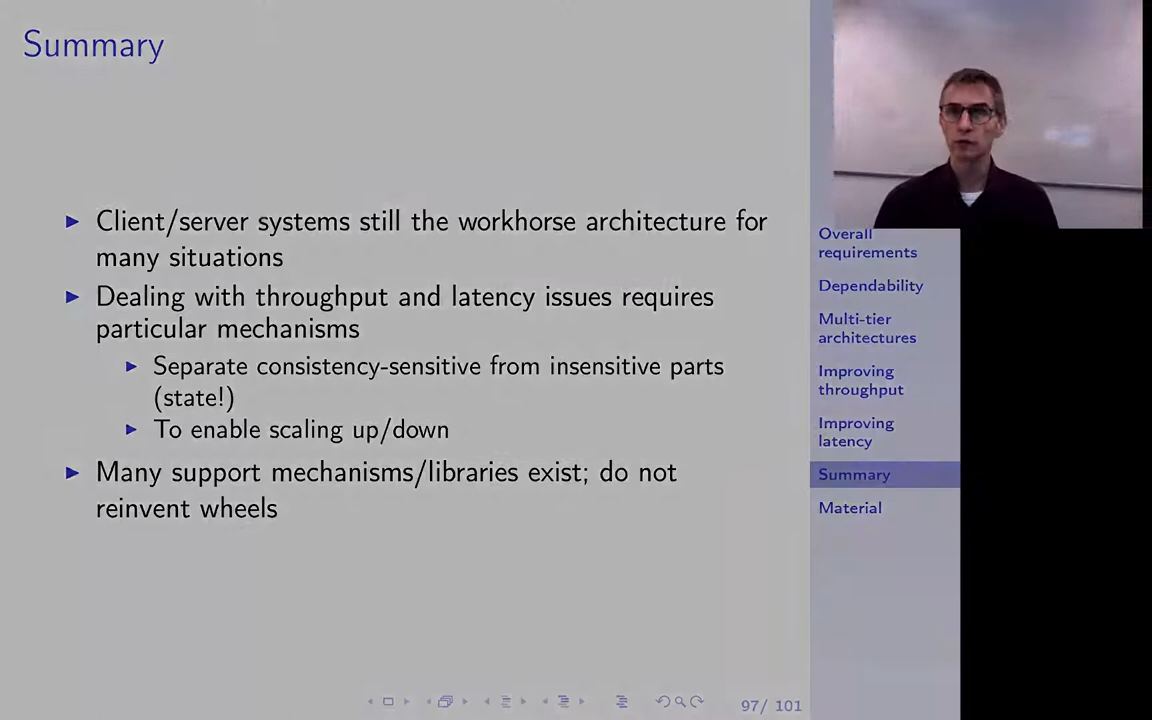 Summary
Client/server systems still the workhorse architecture for
many situations
Dealing with throughput and latency issues requires
particular mechanisms
Separate consistency-sensitive from insensitive parts
(state!)
To enable scaling up/down
Many support mechanisms/libraries exist; do not
reinvent wheels
Overall
requirements
Dependability
Multi-tier
architectures
Improving
throughput
Improving
latency
Summary
Material
97/ 101